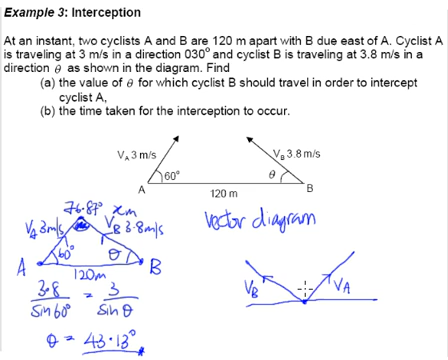 Example 3: Interception
At an instant, two cyclists A and B are 120 m apart with B due east of A. Cyclist A
is traveling at 3 m/s in a direction 030° and cyclist B is traveling at 3.8 m/s in a
direction θ as shown in the diagram. Find
(a) the value of θ for which cyclist B should travel in order to intercept
cyclist A,
(b) the time taken for the interception to occur.
V_A 3 m/s
V_B 3.8 m/s
60°
θ
A
120 m
B
76.87° x m
V_A 3m/s
V_B 3.8m/s
60°
θ
A
120m
B
vector diagram
V_B
V_A
3.8/sin60° = 3/sinθ
θ = 43.13°